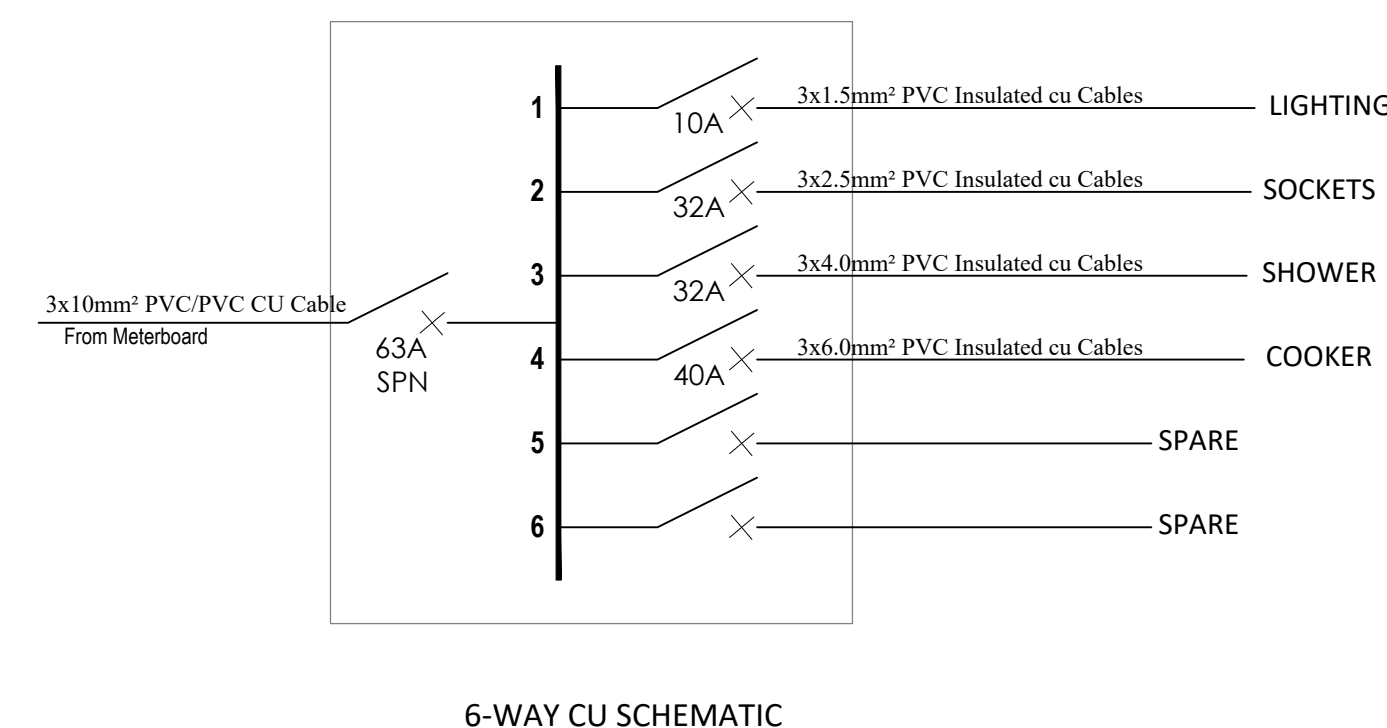 1
10A
3x1.5mm² PVC Insulated cu Cables
LIGHTING
2
32A
3x2.5mm² PVC Insulated cu Cables
SOCKETS
3
32A
3x4.0mm² PVC Insulated cu Cables
SHOWER
3x10mm² PVC/PVC CU Cable
From Meterboard
63A
SPN
4
40A
3x6.0mm² PVC Insulated cu Cables
COOKER
5
SPARE
6
SPARE
6-WAY CU SCHEMATIC